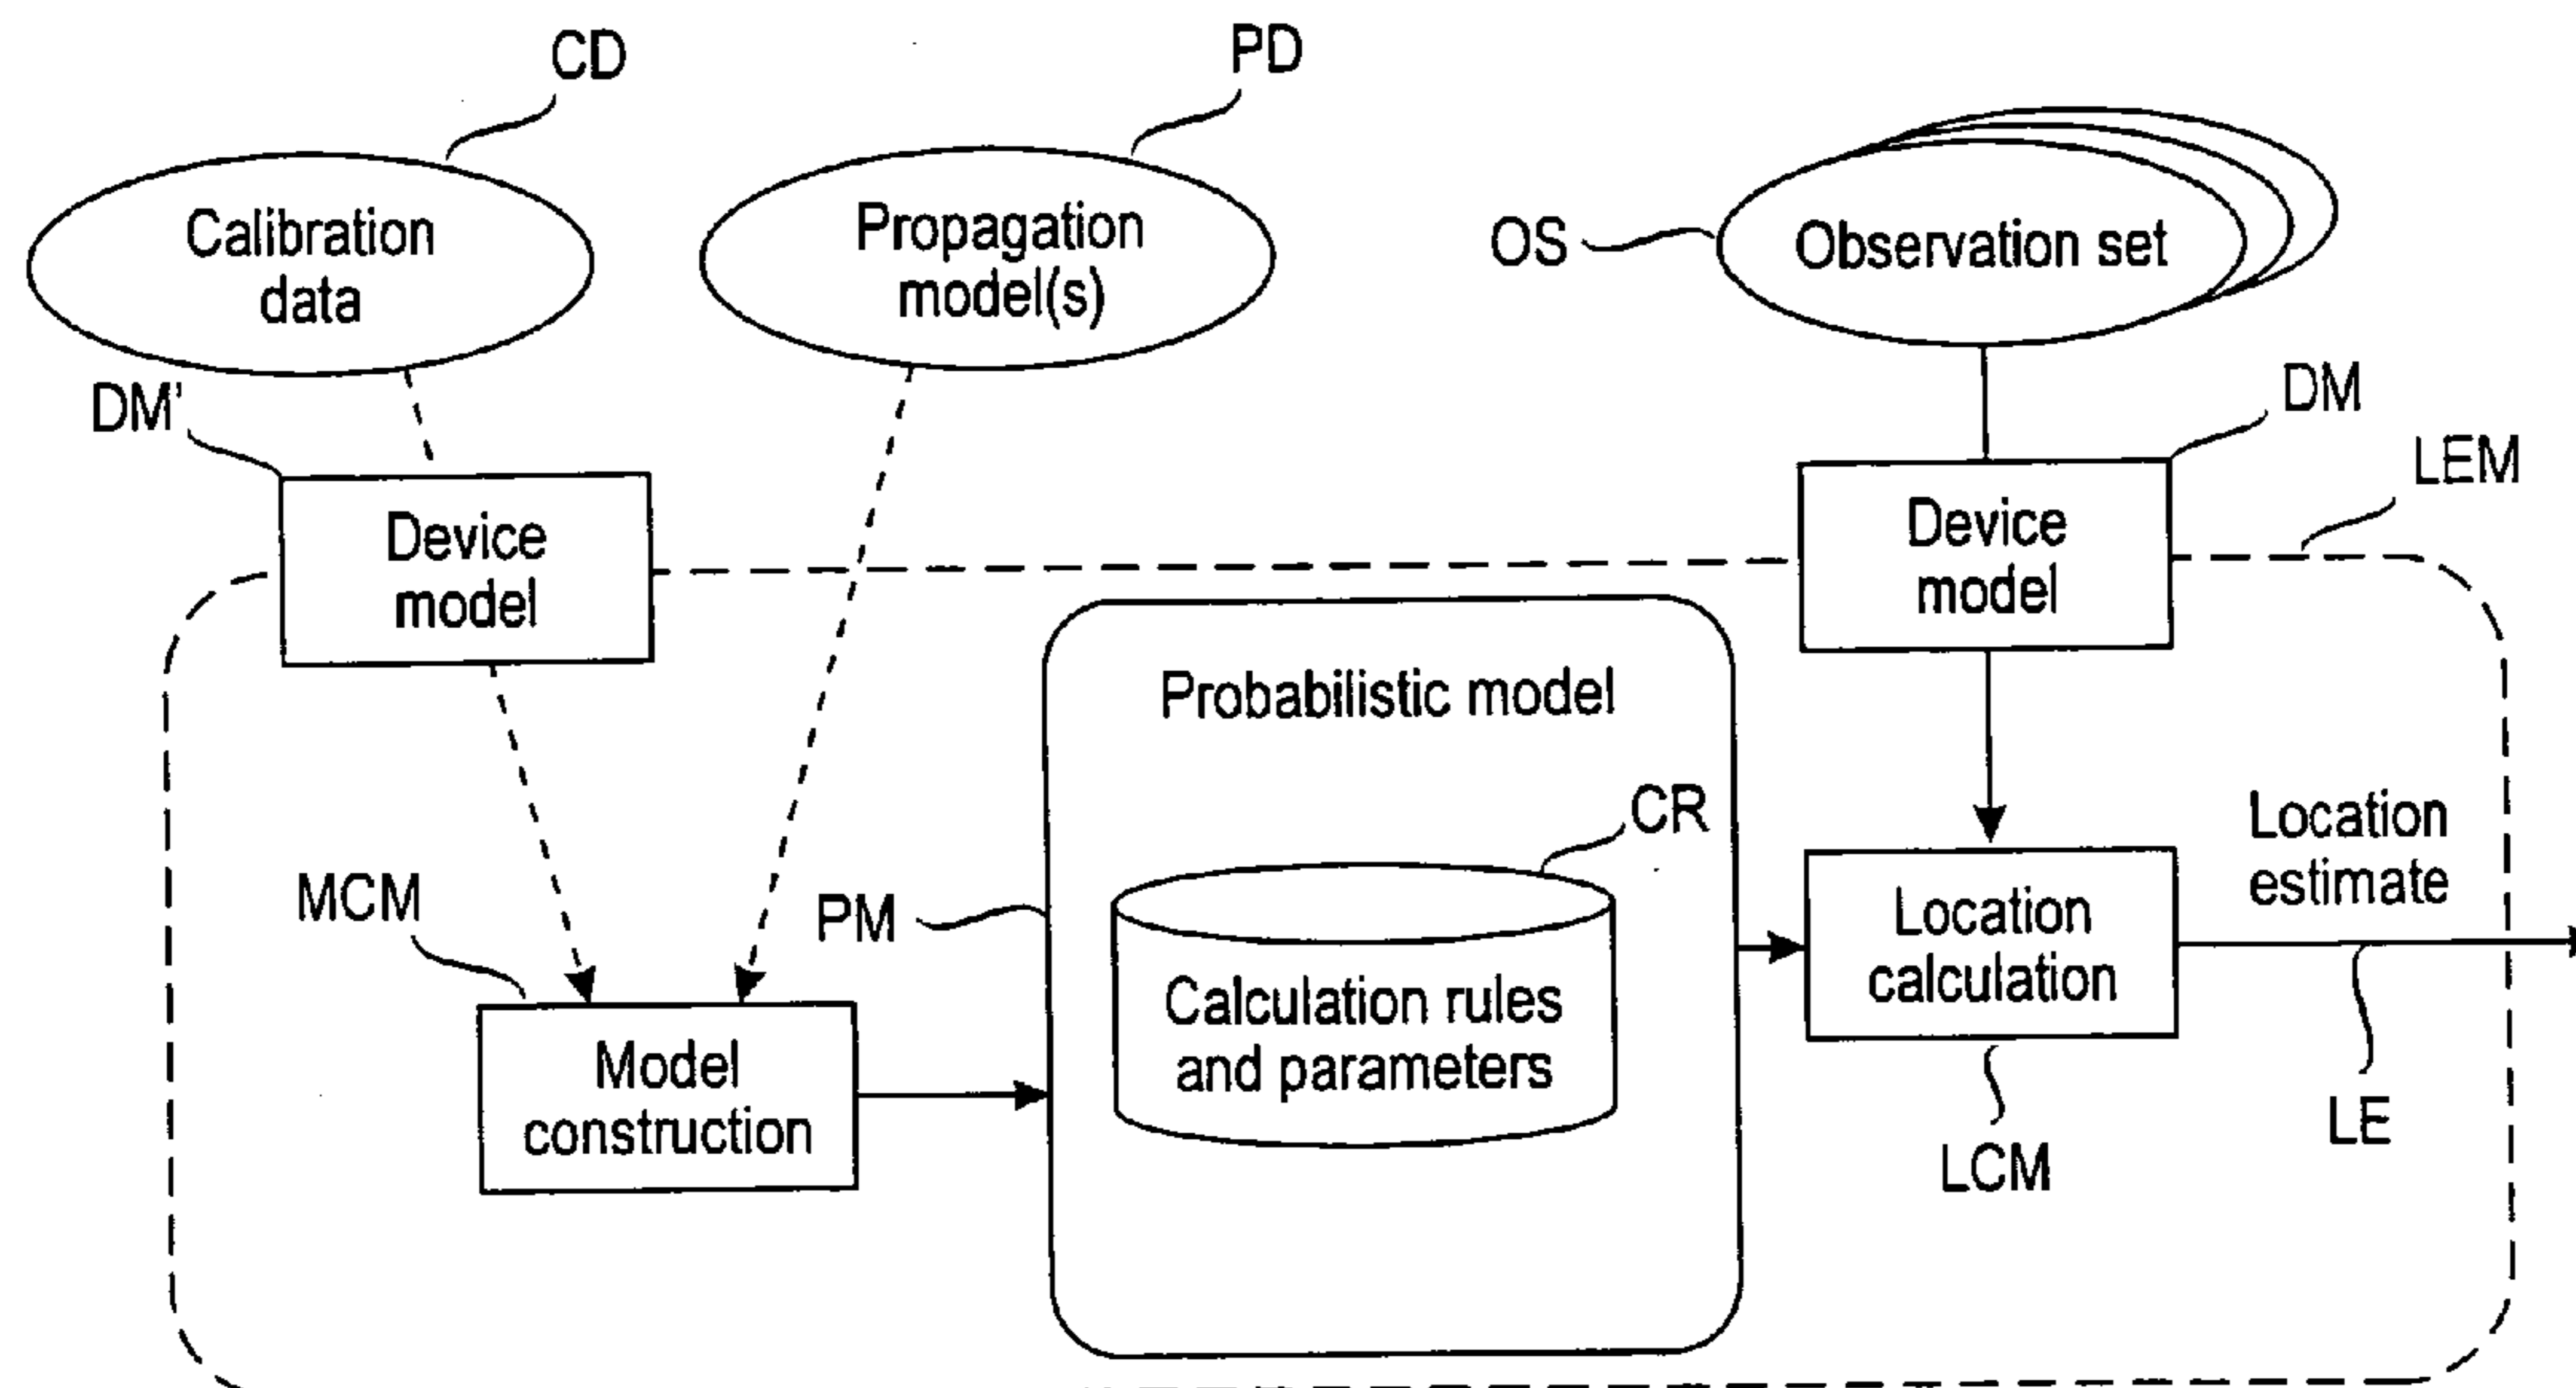 CD
PD
Calibration
data
Propagation
model(s)
OS
Observation set
DM'
DM
LEM
Device
model
Device
model
Probabilistic model
CR
Location
estimate
MCM
PM
Location
calculation
Calculation rules
and parameters
Model
construction
LCM
LE